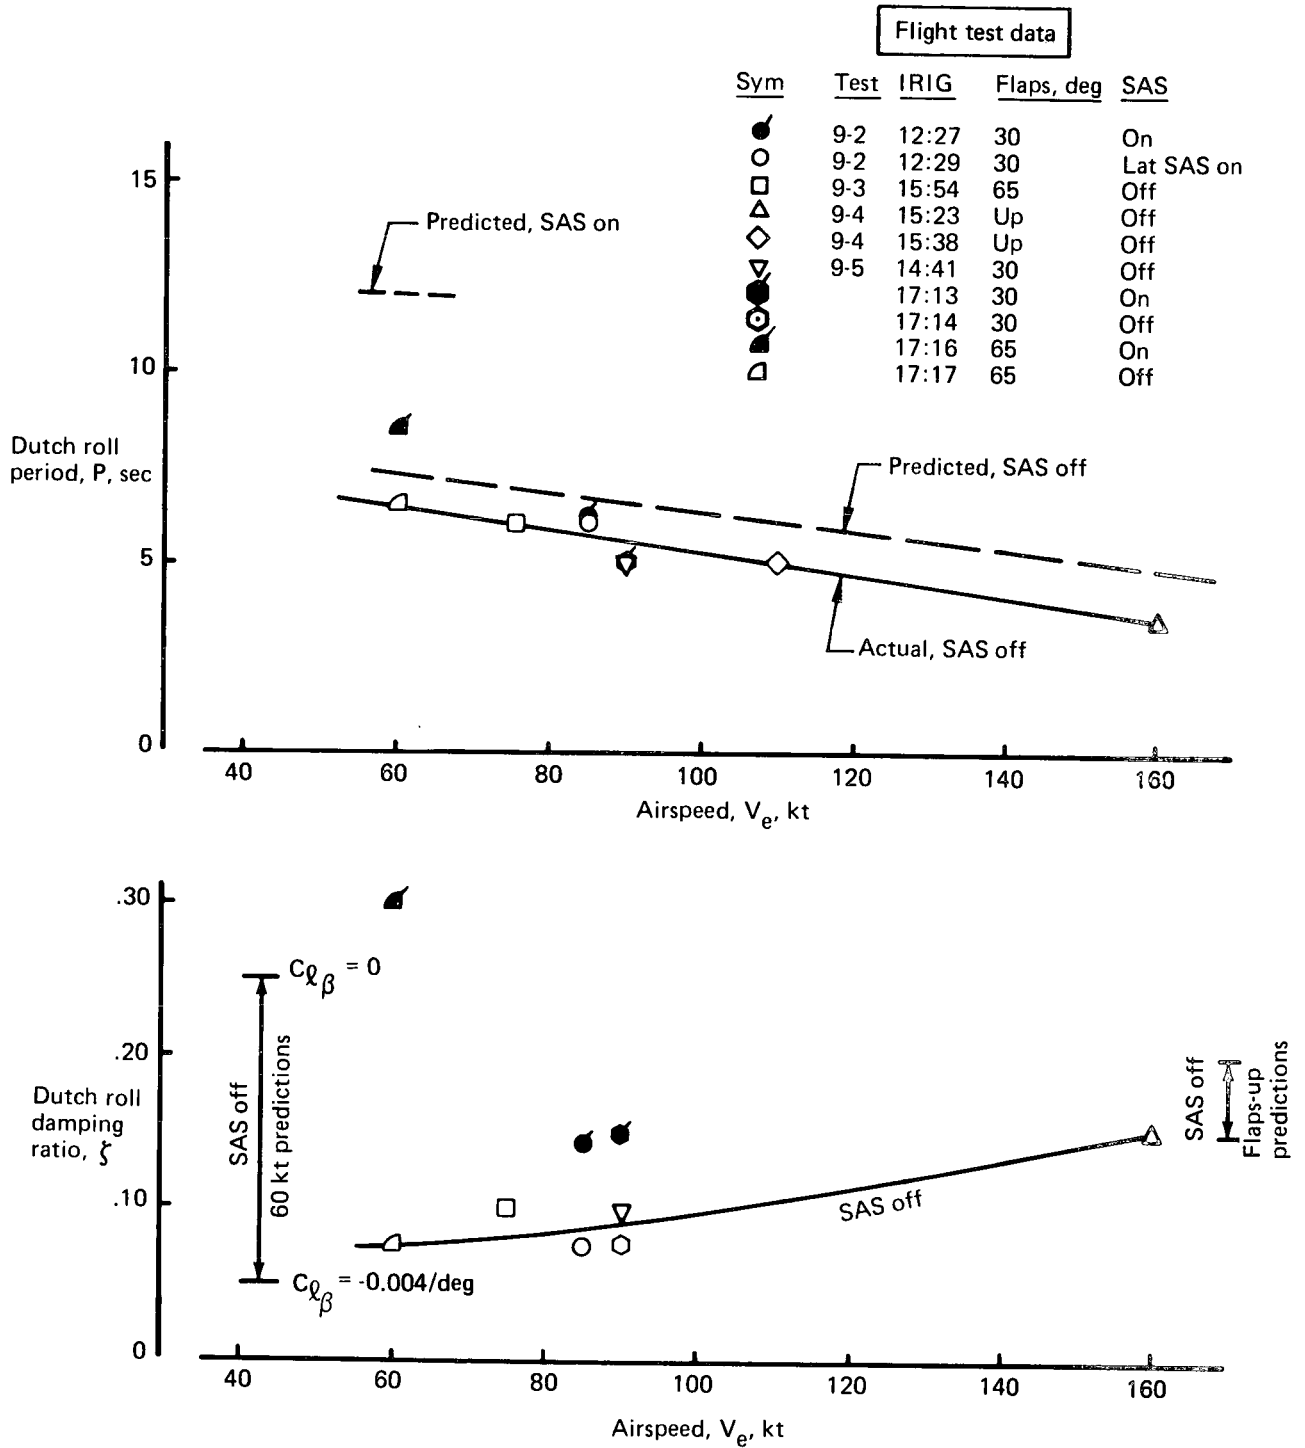 Flight test data
Sym Test IRIG Flaps, deg SAS
9-2 12:27 30 On
9-2 12:29 30 Lat SAS on
9-3 15:54 65 Off
9-4 15:23 Up Off
9-4 15:38 Up Off
9-5 14:41 30 Off
17:13 30 On
17:14 30 Off
17:16 65 On
17:17 65 Off
15
Predicted, SAS on
10
Dutch roll
period, P, sec
Predicted, SAS off
5
Actual, SAS off
0
40 60 80 100 120 140 160
Airspeed, Ve, kt
.30
Cℓβ = 0
.20
Dutch roll
damping
ratio, ζ
SAS off
60 kt predictions
SAS off
Flaps-up
predictions
.10
SAS off
Cℓβ = -0.004/deg
0
40 60 80 100 120 140 160
Airspeed, Ve, kt